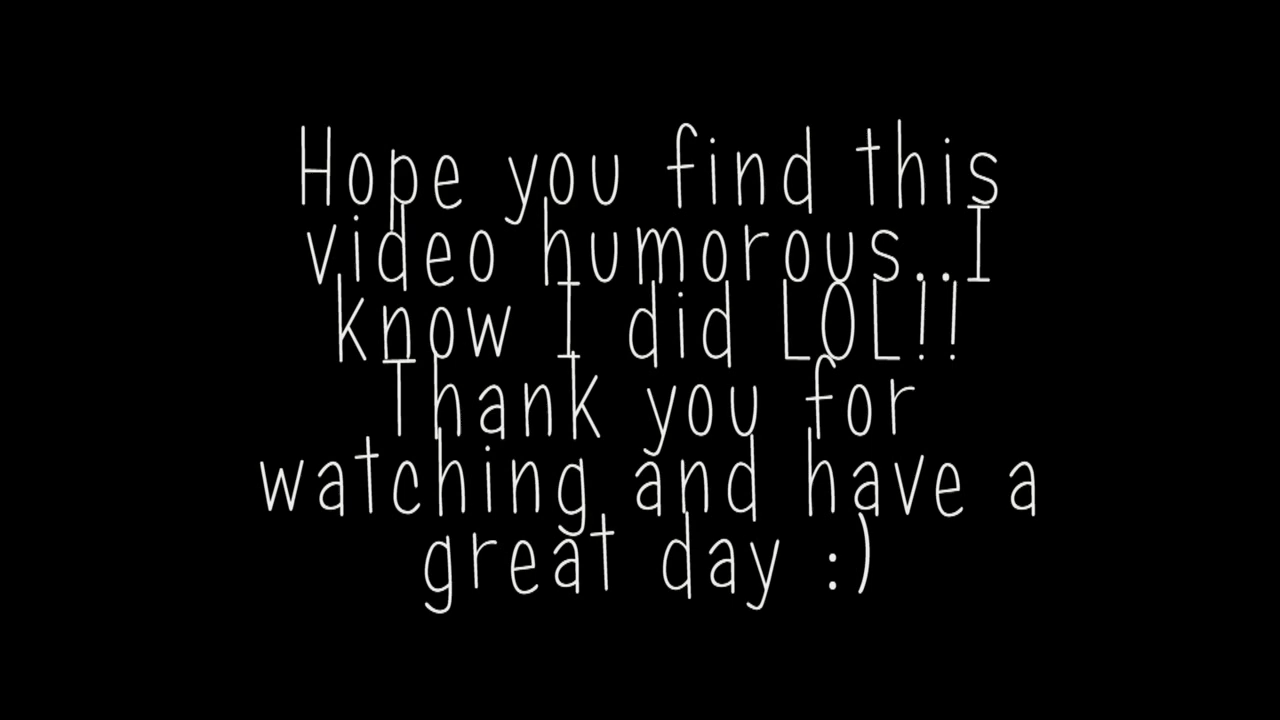 Hope you find this
video humorous..I
know I did LOL!!
Thank you for
watching and have a
great day :)